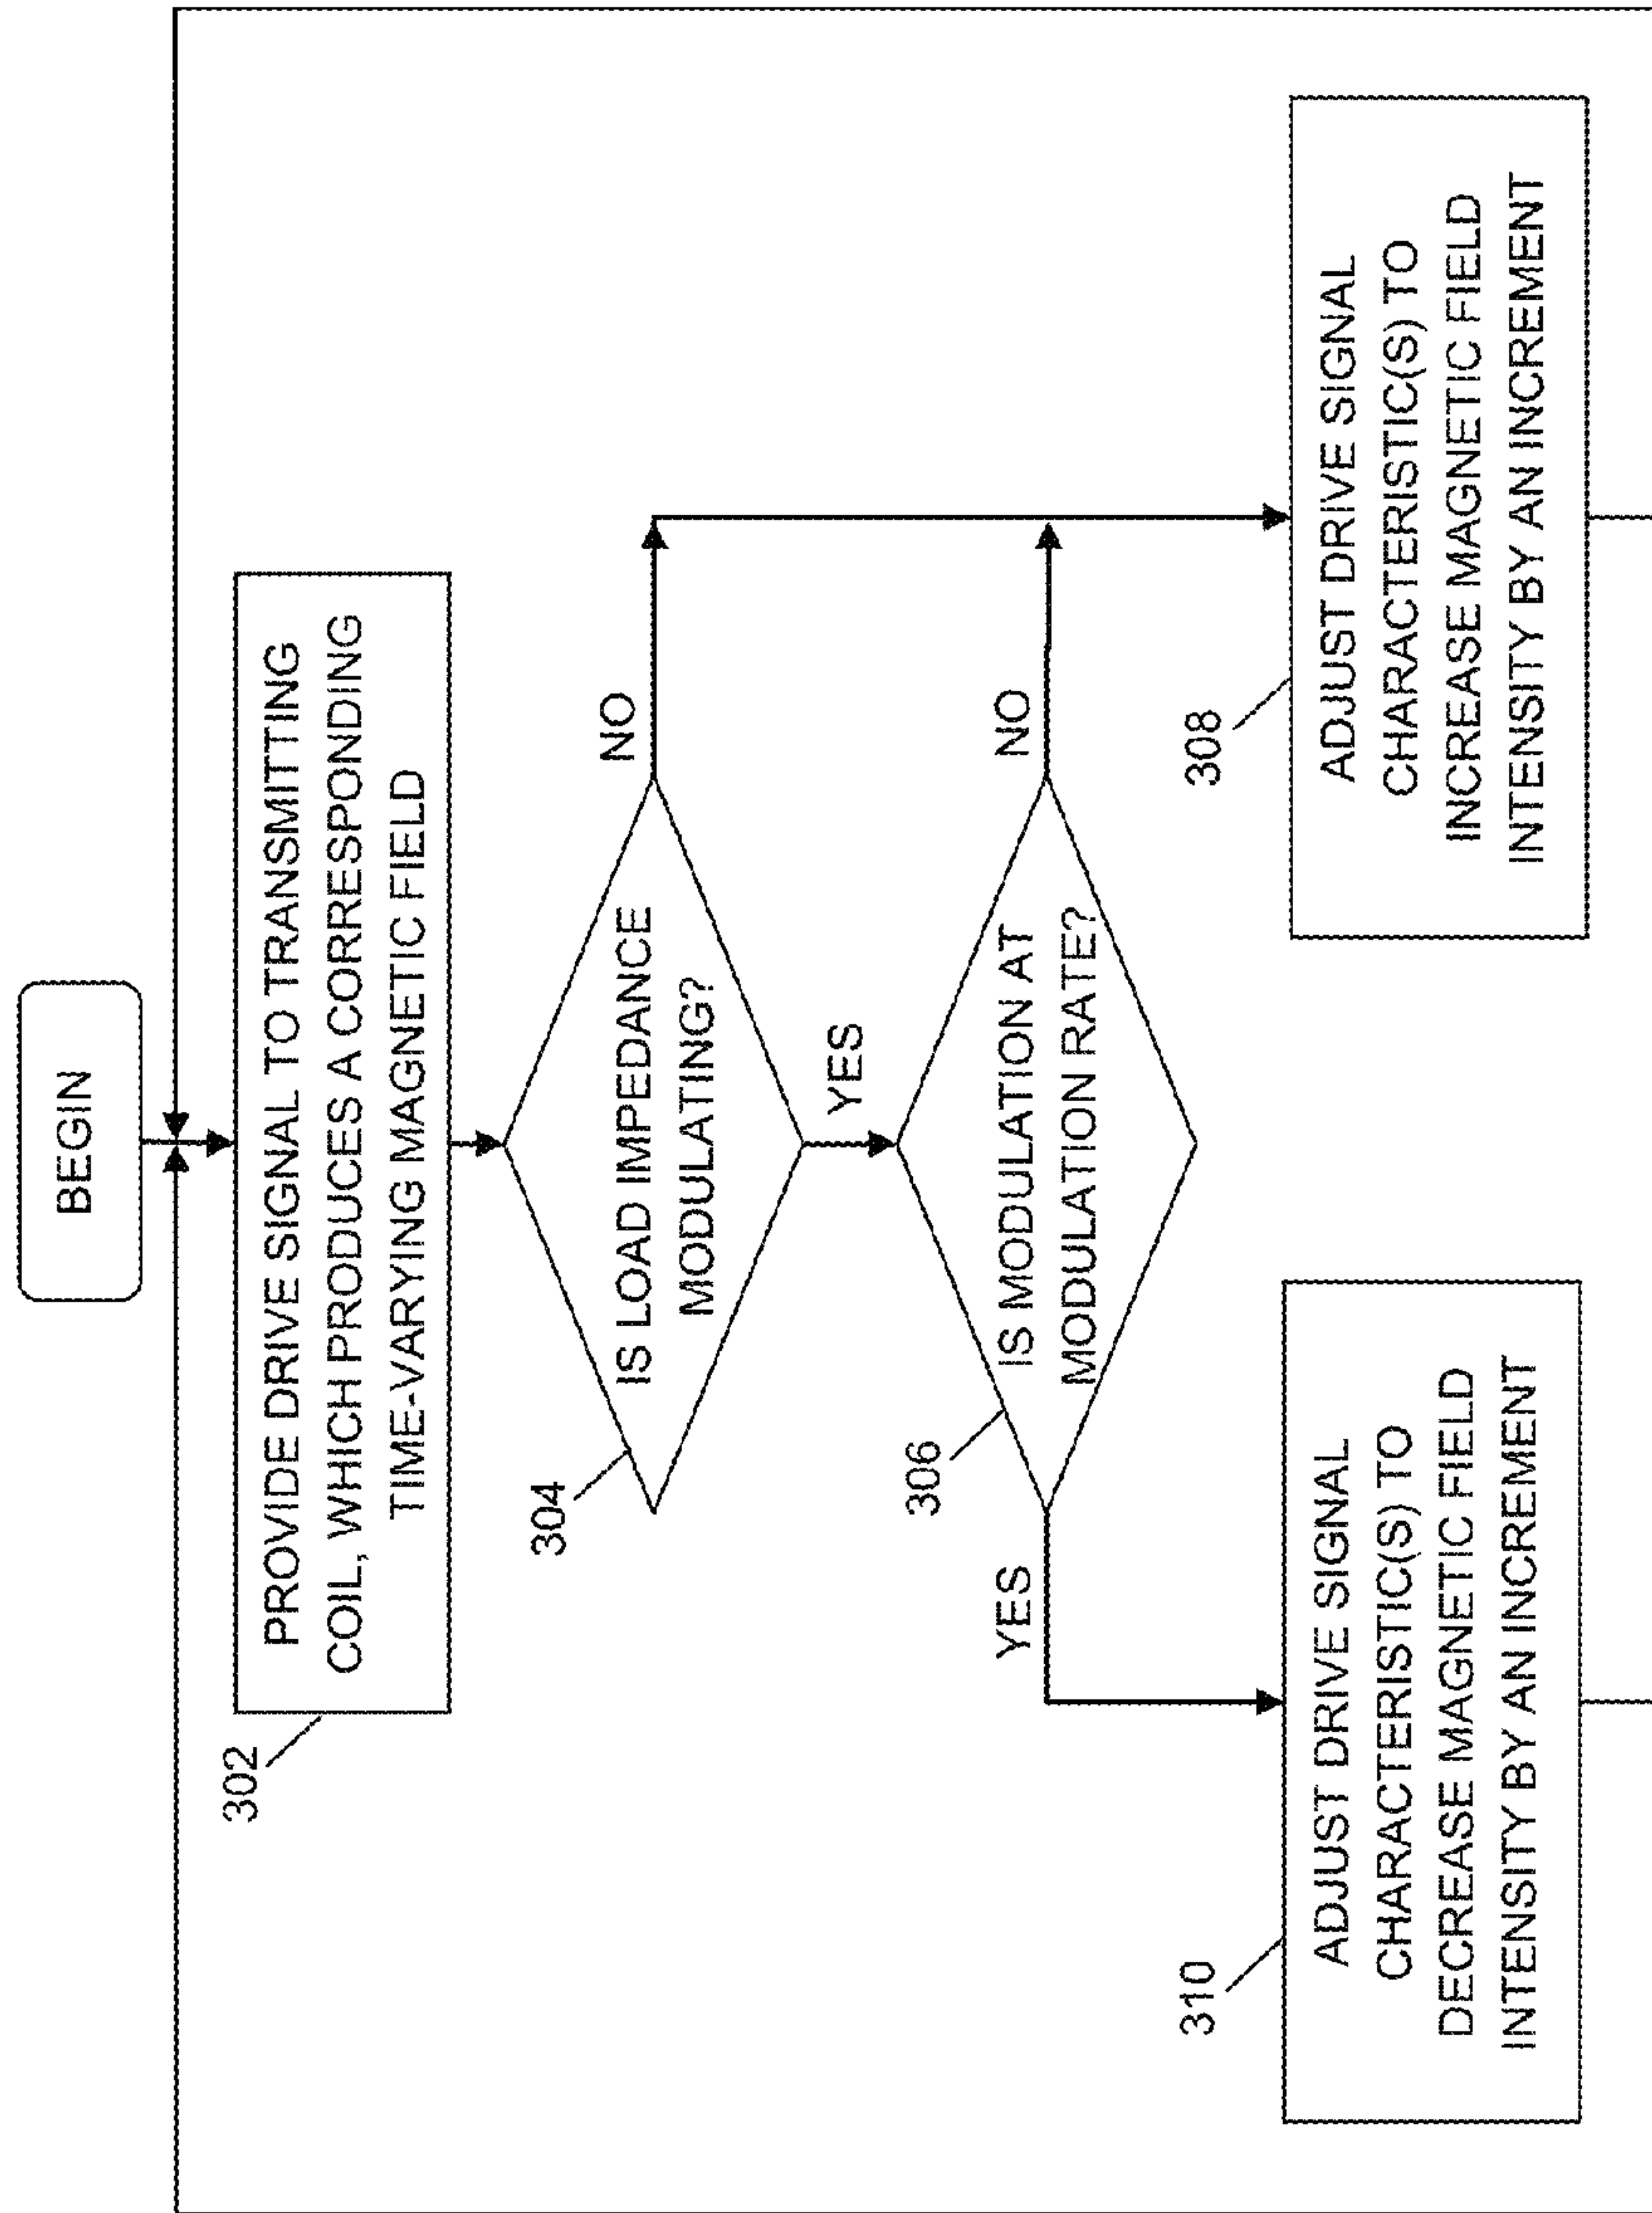 BEGIN
302
PROVIDE DRIVE SIGNAL TO TRANSMITTING
COIL, WHICH PRODUCES A CORRESPONDING
TIME-VARYING MAGNETIC FIELD
304
IS LOAD IMPEDANCE
MODULATING?
NO
YES
306
IS MODULATION AT
MODULATION RATE?
YES
NO
310
ADJUST DRIVE SIGNAL
CHARACTERISTIC(S) TO
DECREASE MAGNETIC FIELD
INTENSITY BY AN INCREMENT
308
ADJUST DRIVE SIGNAL
CHARACTERISTIC(S) TO
INCREASE MAGNETIC FIELD
INTENSITY BY AN INCREMENT